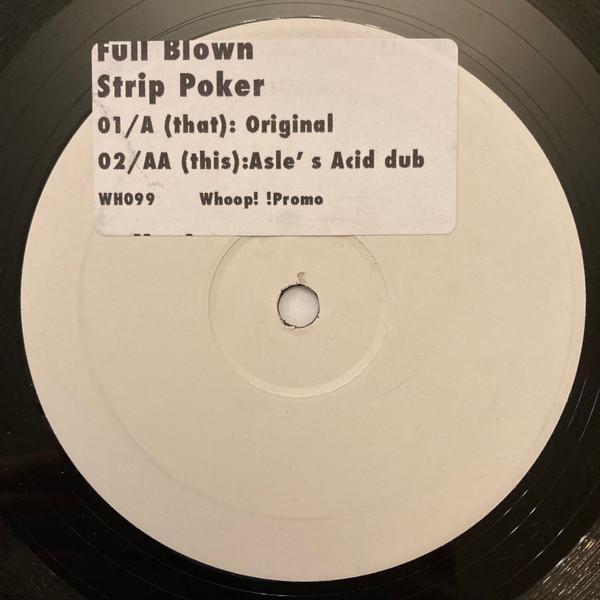 Full Blown
Strip Poker
01/A (that): Original
02/AA (this):Asle' s Acid dub
WH099 Whoop! !Promo